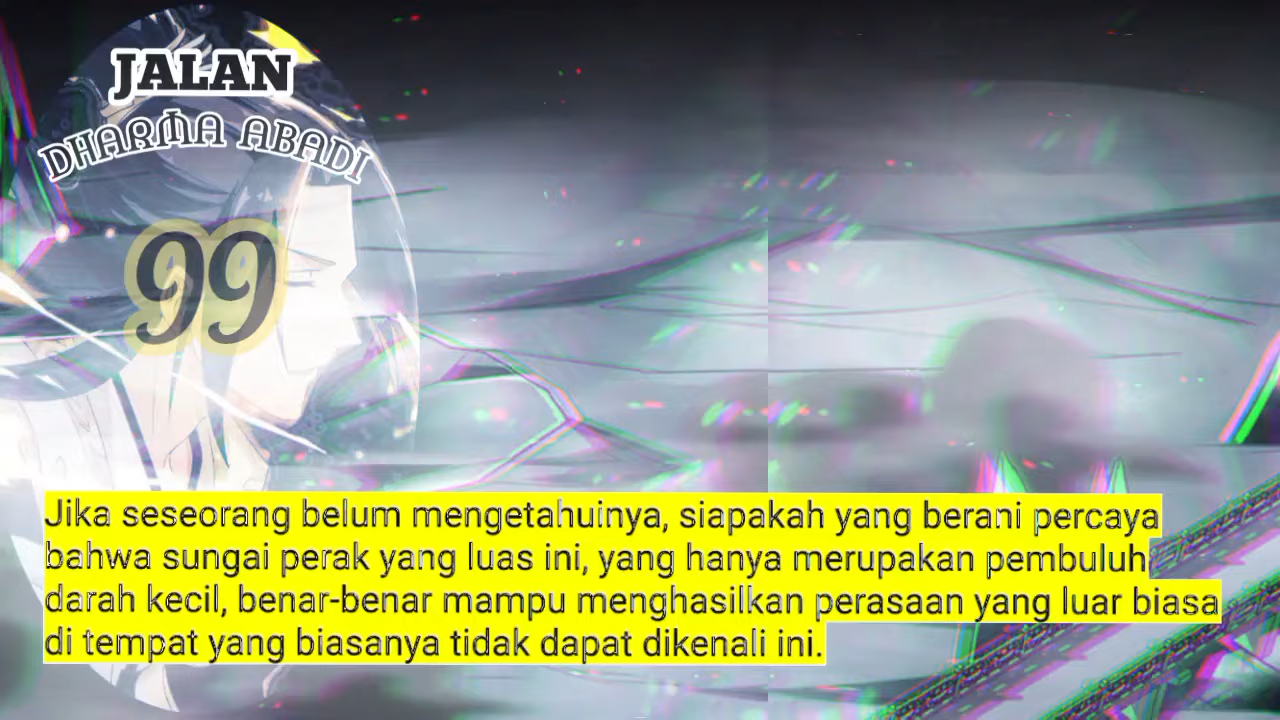 JALAN
DHARMA ABADI
99
Jika seseorang belum mengetahuinya, siapakah yang berani percaya
bahwa sungai perak yang luas ini, yang hanya merupakan pembuluh
darah kecil, benar-benar mampu menghasilkan perasaan yang luar biasa
di tempat yang biasanya tidak dapat dikenali ini.